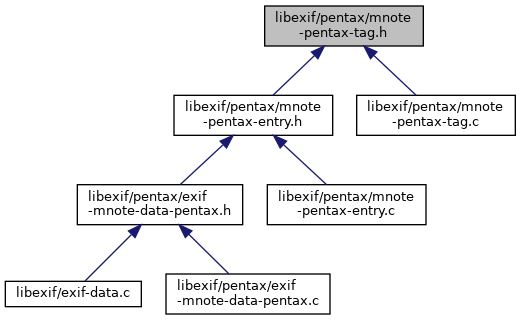 libexif/pentax/mnote
-pentax-tag.h
libexif/pentax/mnote
-pentax-entry.h
libexif/pentax/mnote
-pentax-tag.c
libexif/pentax/exif
-mnote-data-pentax.h
libexif/pentax/mnote
-pentax-entry.c
libexif/exif-data.c
libexif/pentax/exif
-mnote-data-pentax.c